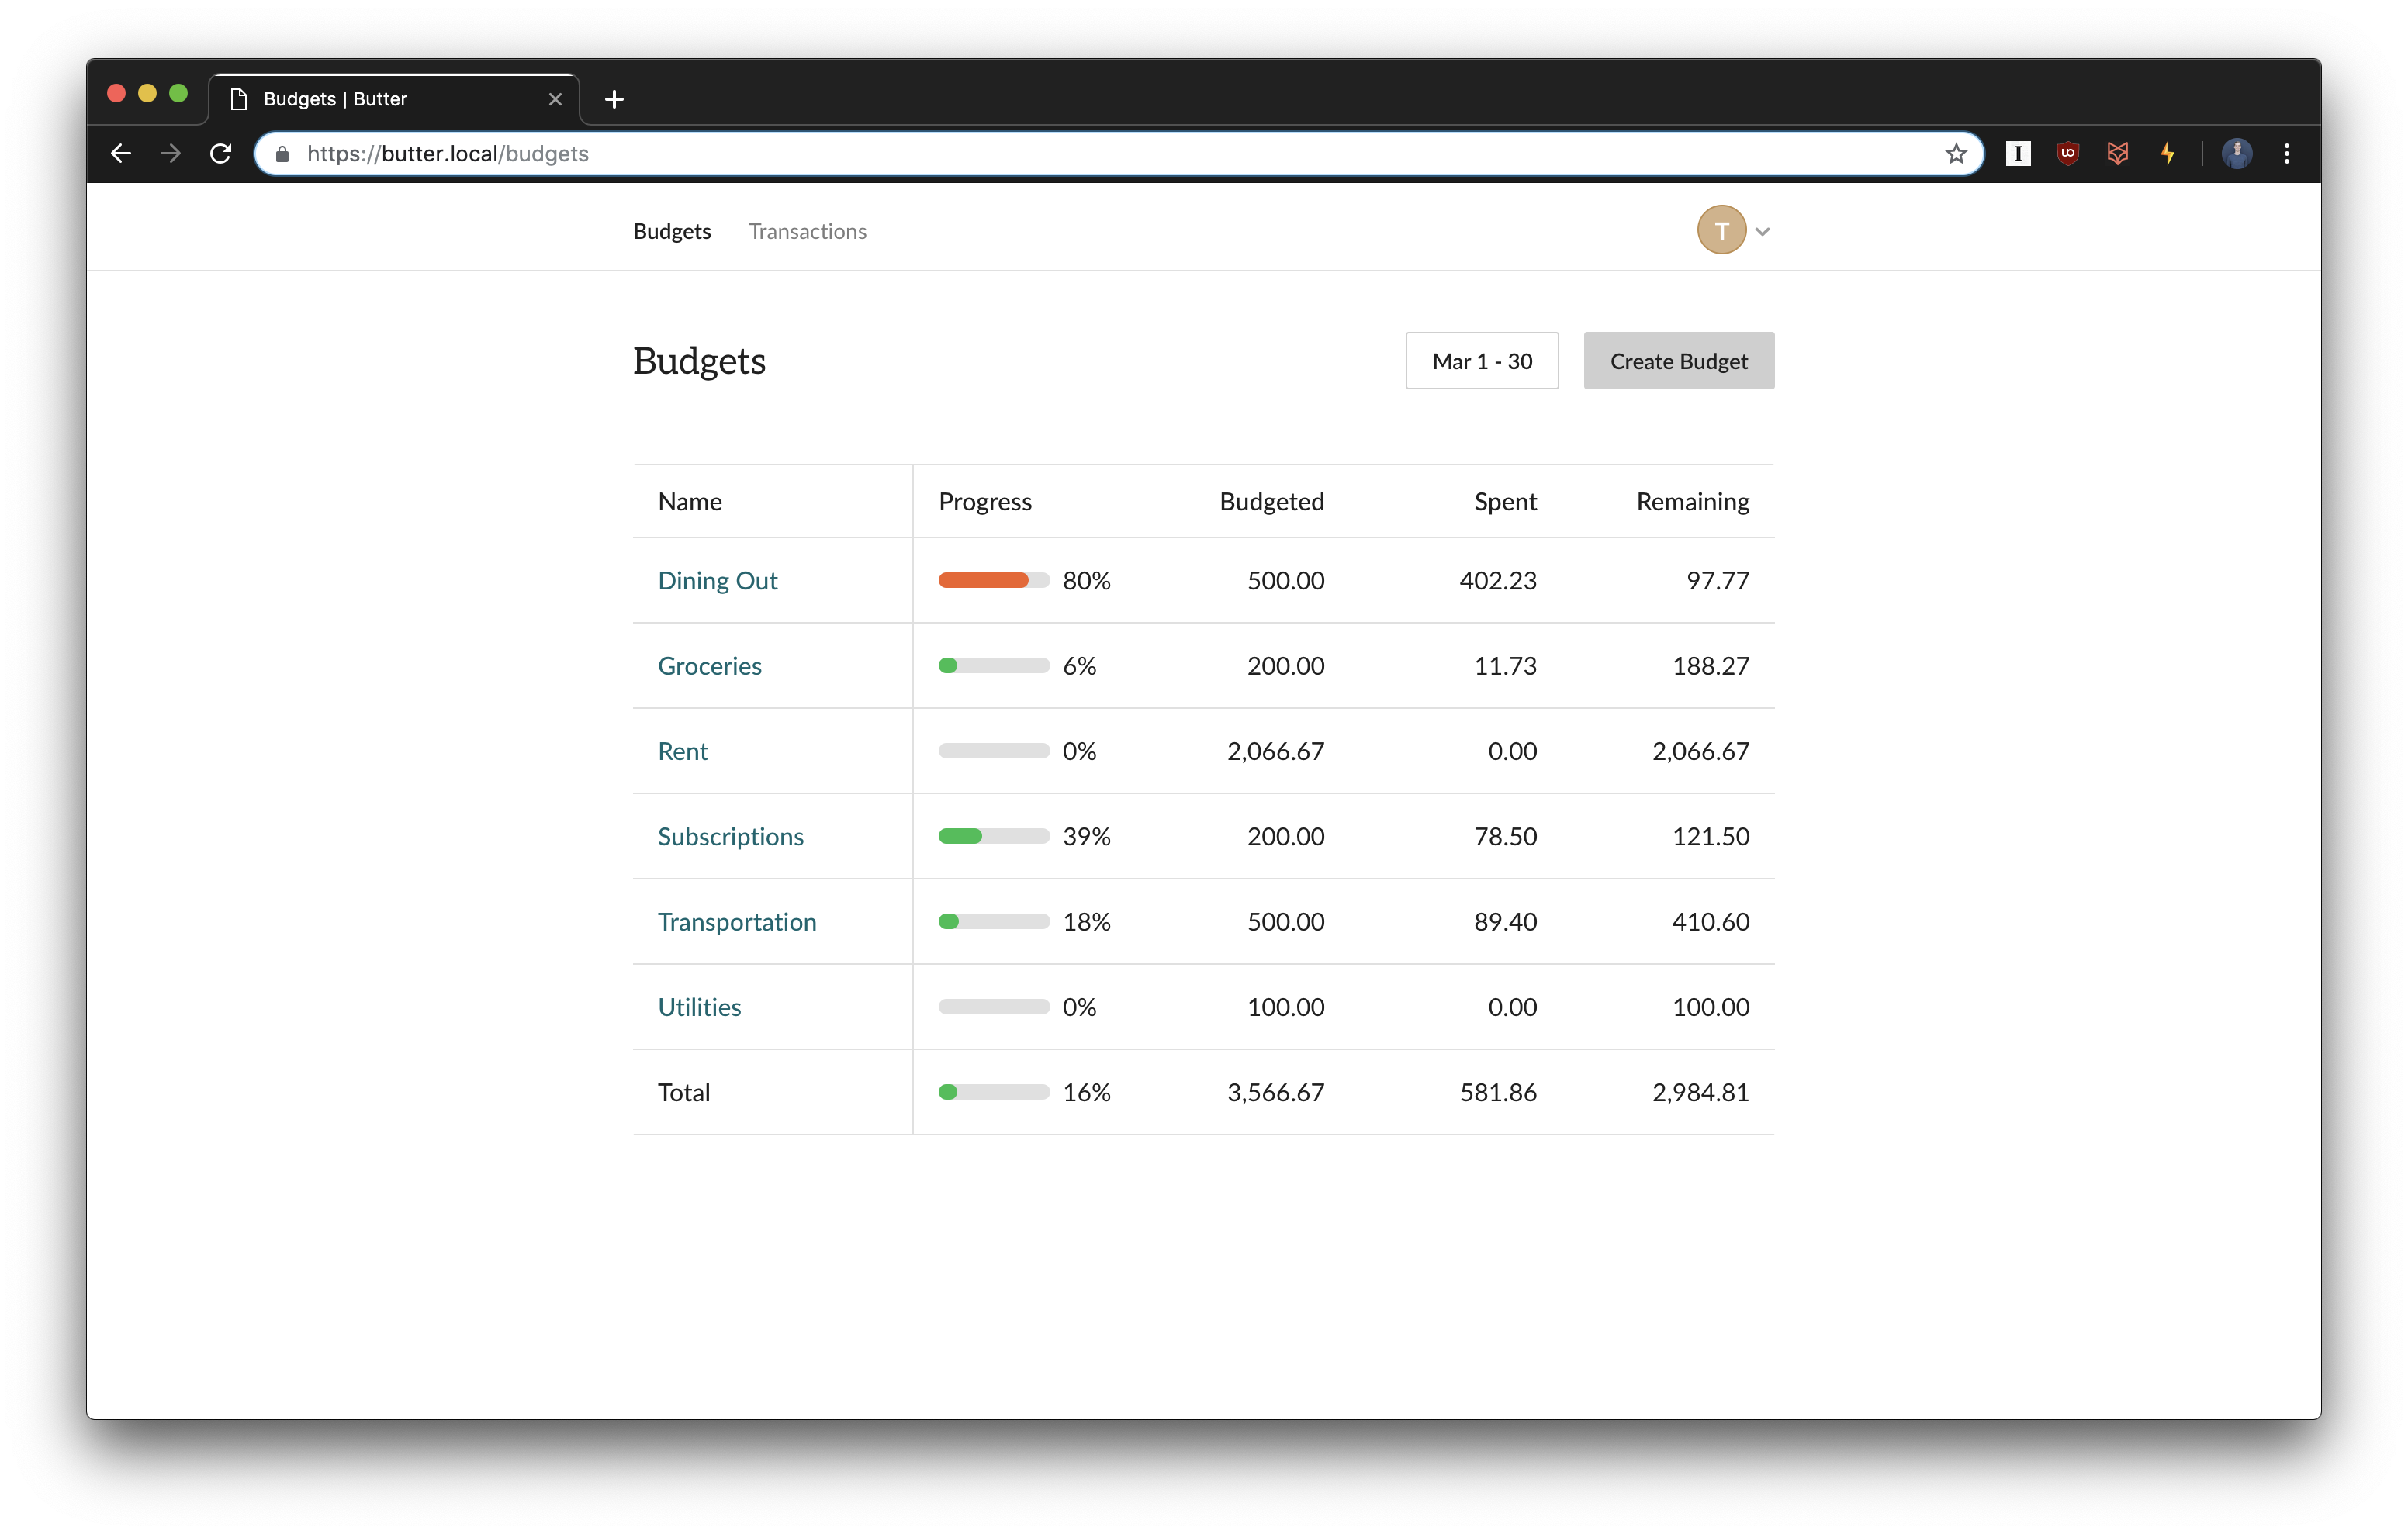 Budgets | Butter
https://butter.local/budgets
Budgets Transactions T
Budgets Mar 1 - 30 Create Budget
Name Progress Budgeted Spent Remaining
Dining Out 80% 500.00 402.23 97.77
Groceries 6% 200.00 11.73 188.27
Rent 0% 2,066.67 0.00 2,066.67
Subscriptions 39% 200.00 78.50 121.50
Transportation 18% 500.00 89.40 410.60
Utilities 0% 100.00 0.00 100.00
Total 16% 3,566.67 581.86 2,984.81